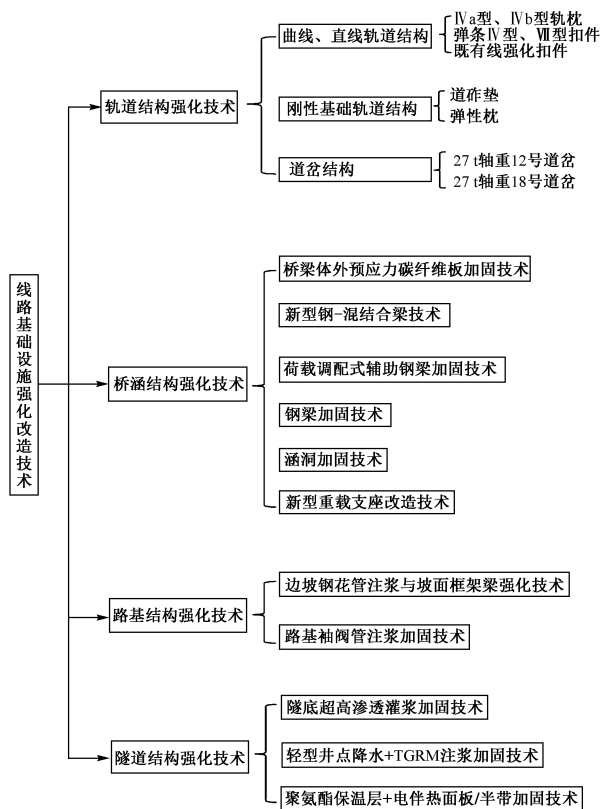 线路基础设施强化改造技术
轨道结构强化技术
曲线、直线轨道结构
Ⅳa型、Ⅳb型轨枕
弹条Ⅳ型、Ⅶ型扣件
既有线强化扣件
刚性基础轨道结构
道砟垫
弹性枕
道岔结构
27 t轴重12号道岔
27 t轴重18号道岔
桥涵结构强化技术
桥梁体外预应力碳纤维板加固技术
新型钢-混结合梁技术
荷载调配式辅助钢梁加固技术
钢梁加固技术
涵洞加固技术
新型重载支座改造技术
路基结构强化技术
边坡钢花管注浆与坡面框架梁强化技术
路基袖阀管注浆加固技术
隧道结构强化技术
隧底超高渗透灌浆加固技术
轻型井点降水+TGRM注浆加固技术
聚氨酯保温层+电伴热面板/半带加固技术